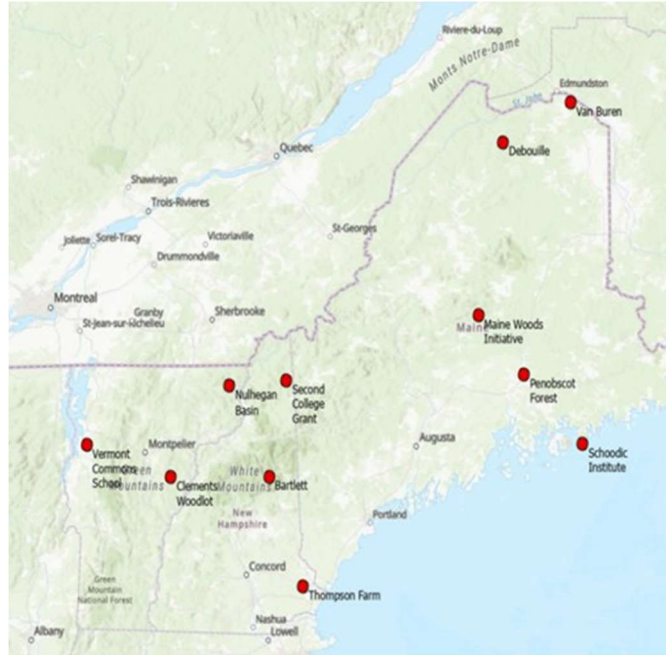 Riviere-du-Loup
Monts Notre-Dame
Edmundston
St. John
Van Buren
Debouille
Quebec
Shawinigan
Trois-Rivieres
St-Georges
Joliette
Sorel-Tracy
Victoriaville
Drummondville
Montreal
Granby
Sherbrooke
St-Jean-sur-Richelieu
Maine
Maine Woods
Initiative
Nulhegan
Basin
Second
College
Grant
Penobscot
Forest
Augusta
Schoodic
Institute
Montpelier
Vermont
Commons
School
Green
Mountains
Clements
Woodlot
White
Mountains
Bartlett
New
Hampshire
Portland
Concord
Thompson Farm
Green
Mountain
National Forest
Nashua
Lowell
Albany